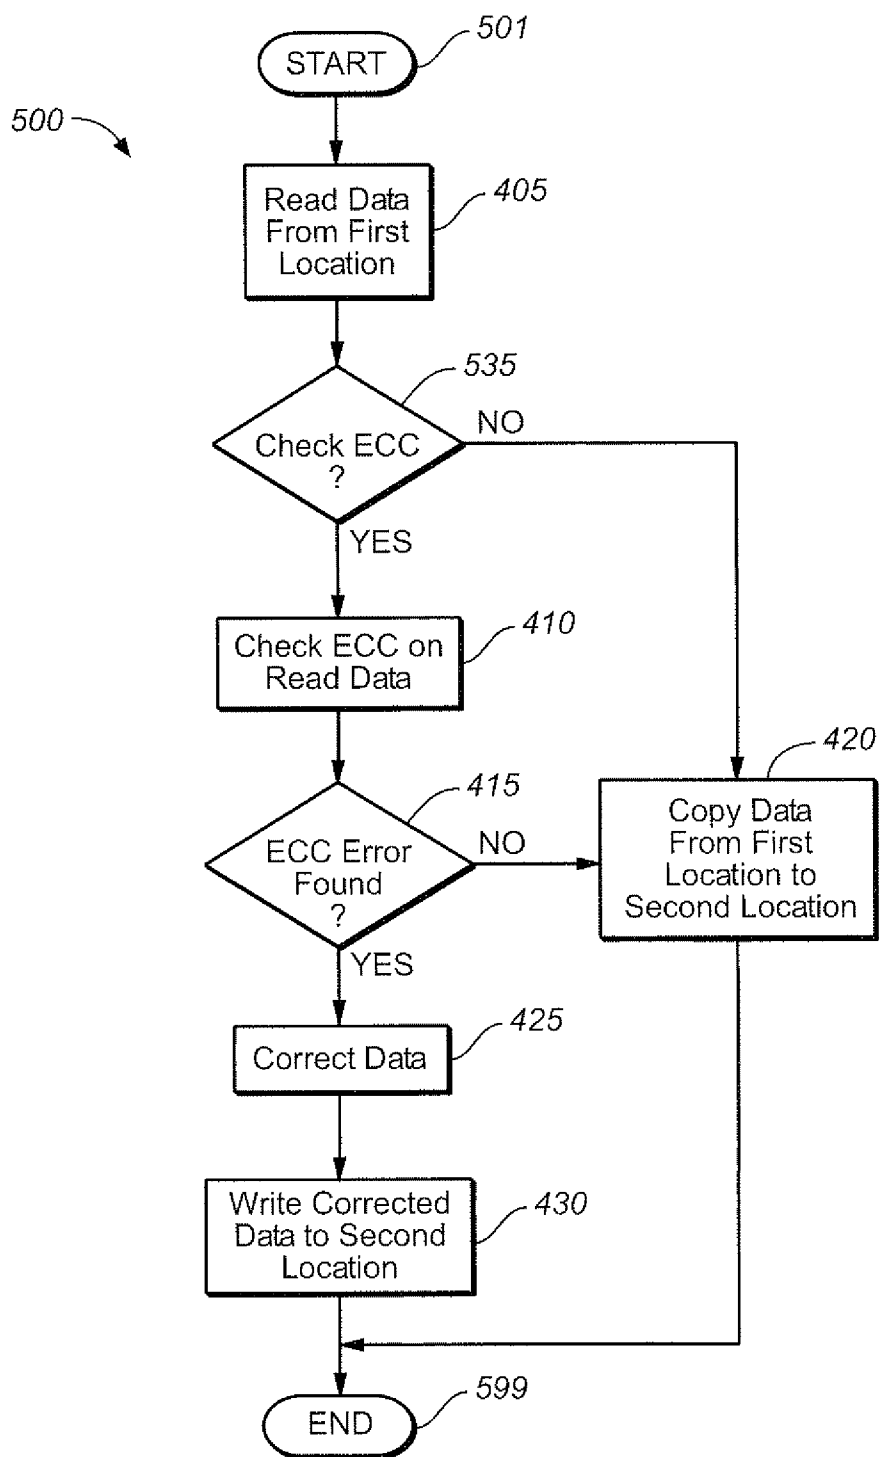 501
START
500
405
Read Data
From First
Location
535
NO
Check ECC
?
YES
410
Check ECC on
Read Data
420
415
Copy Data
From First
Location to
Second Location
NO
ECC Error
Found
?
YES
425
Correct Data
430
Write Corrected
Data to Second
Location
599
END